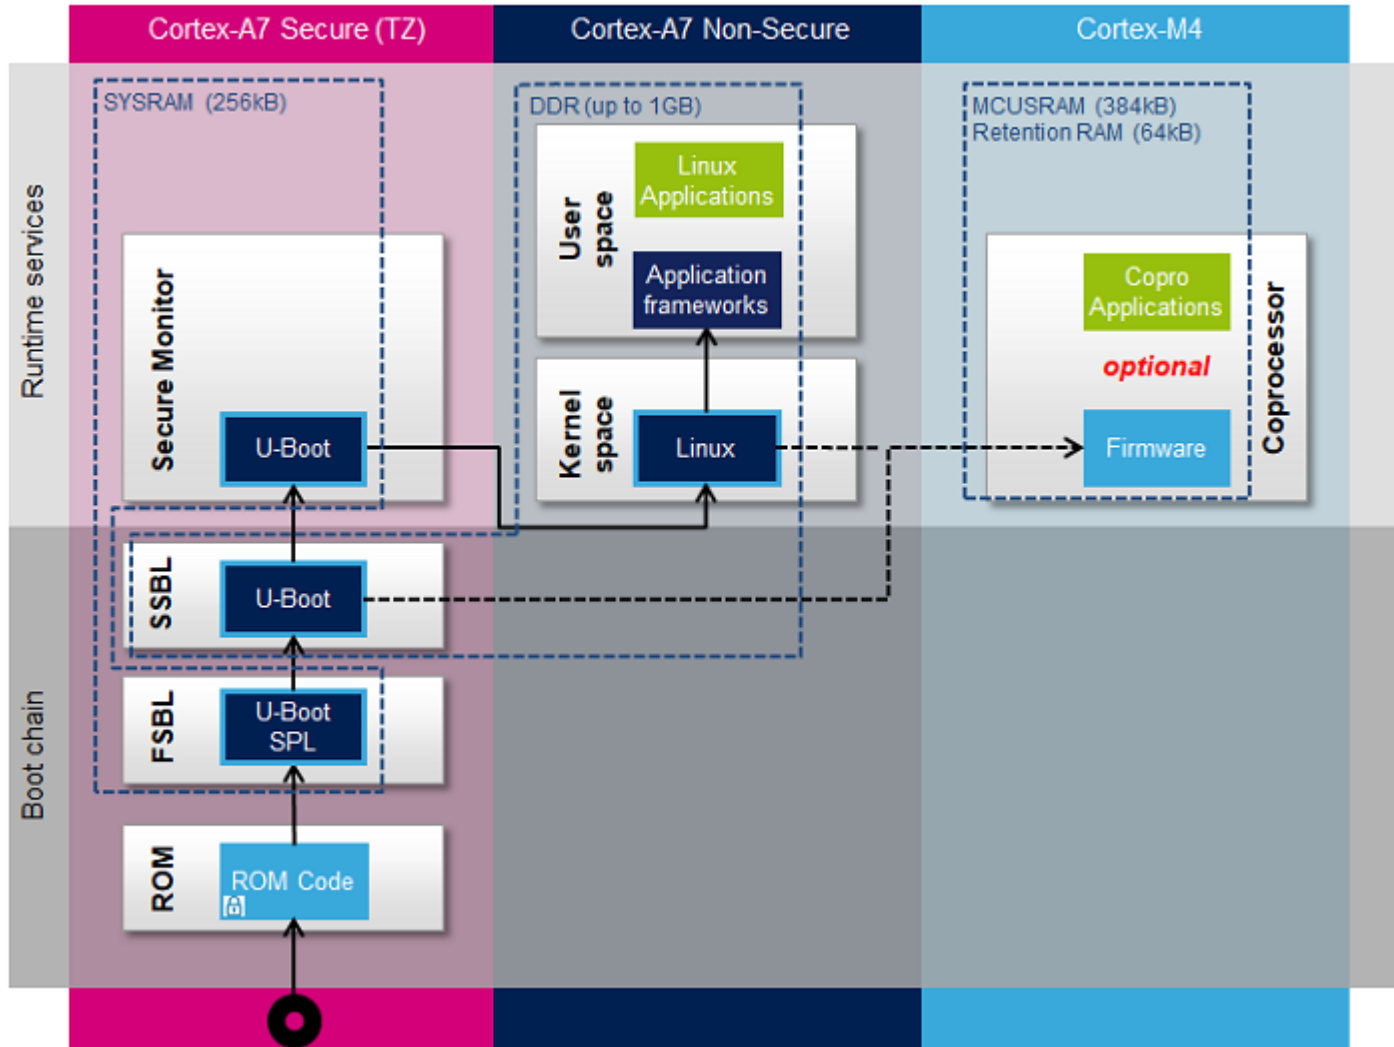 Cortex-A7 Secure (TZ)
Cortex-A7 Non-Secure
Cortex-M4
Runtime services
SYSRAM (256kB)
Secure Monitor
U-Boot
DDR (up to 1GB)
User
space
Linux
Applications
Application
frameworks
Kernel
space
Linux
MCUSRAM (384kB)
Retention RAM (64kB)
Copro
Applications
optional
Firmware
Coprocessor
Boot chain
SSBL
U-Boot
FSBL
U-Boot
SPL
ROM
ROM Code